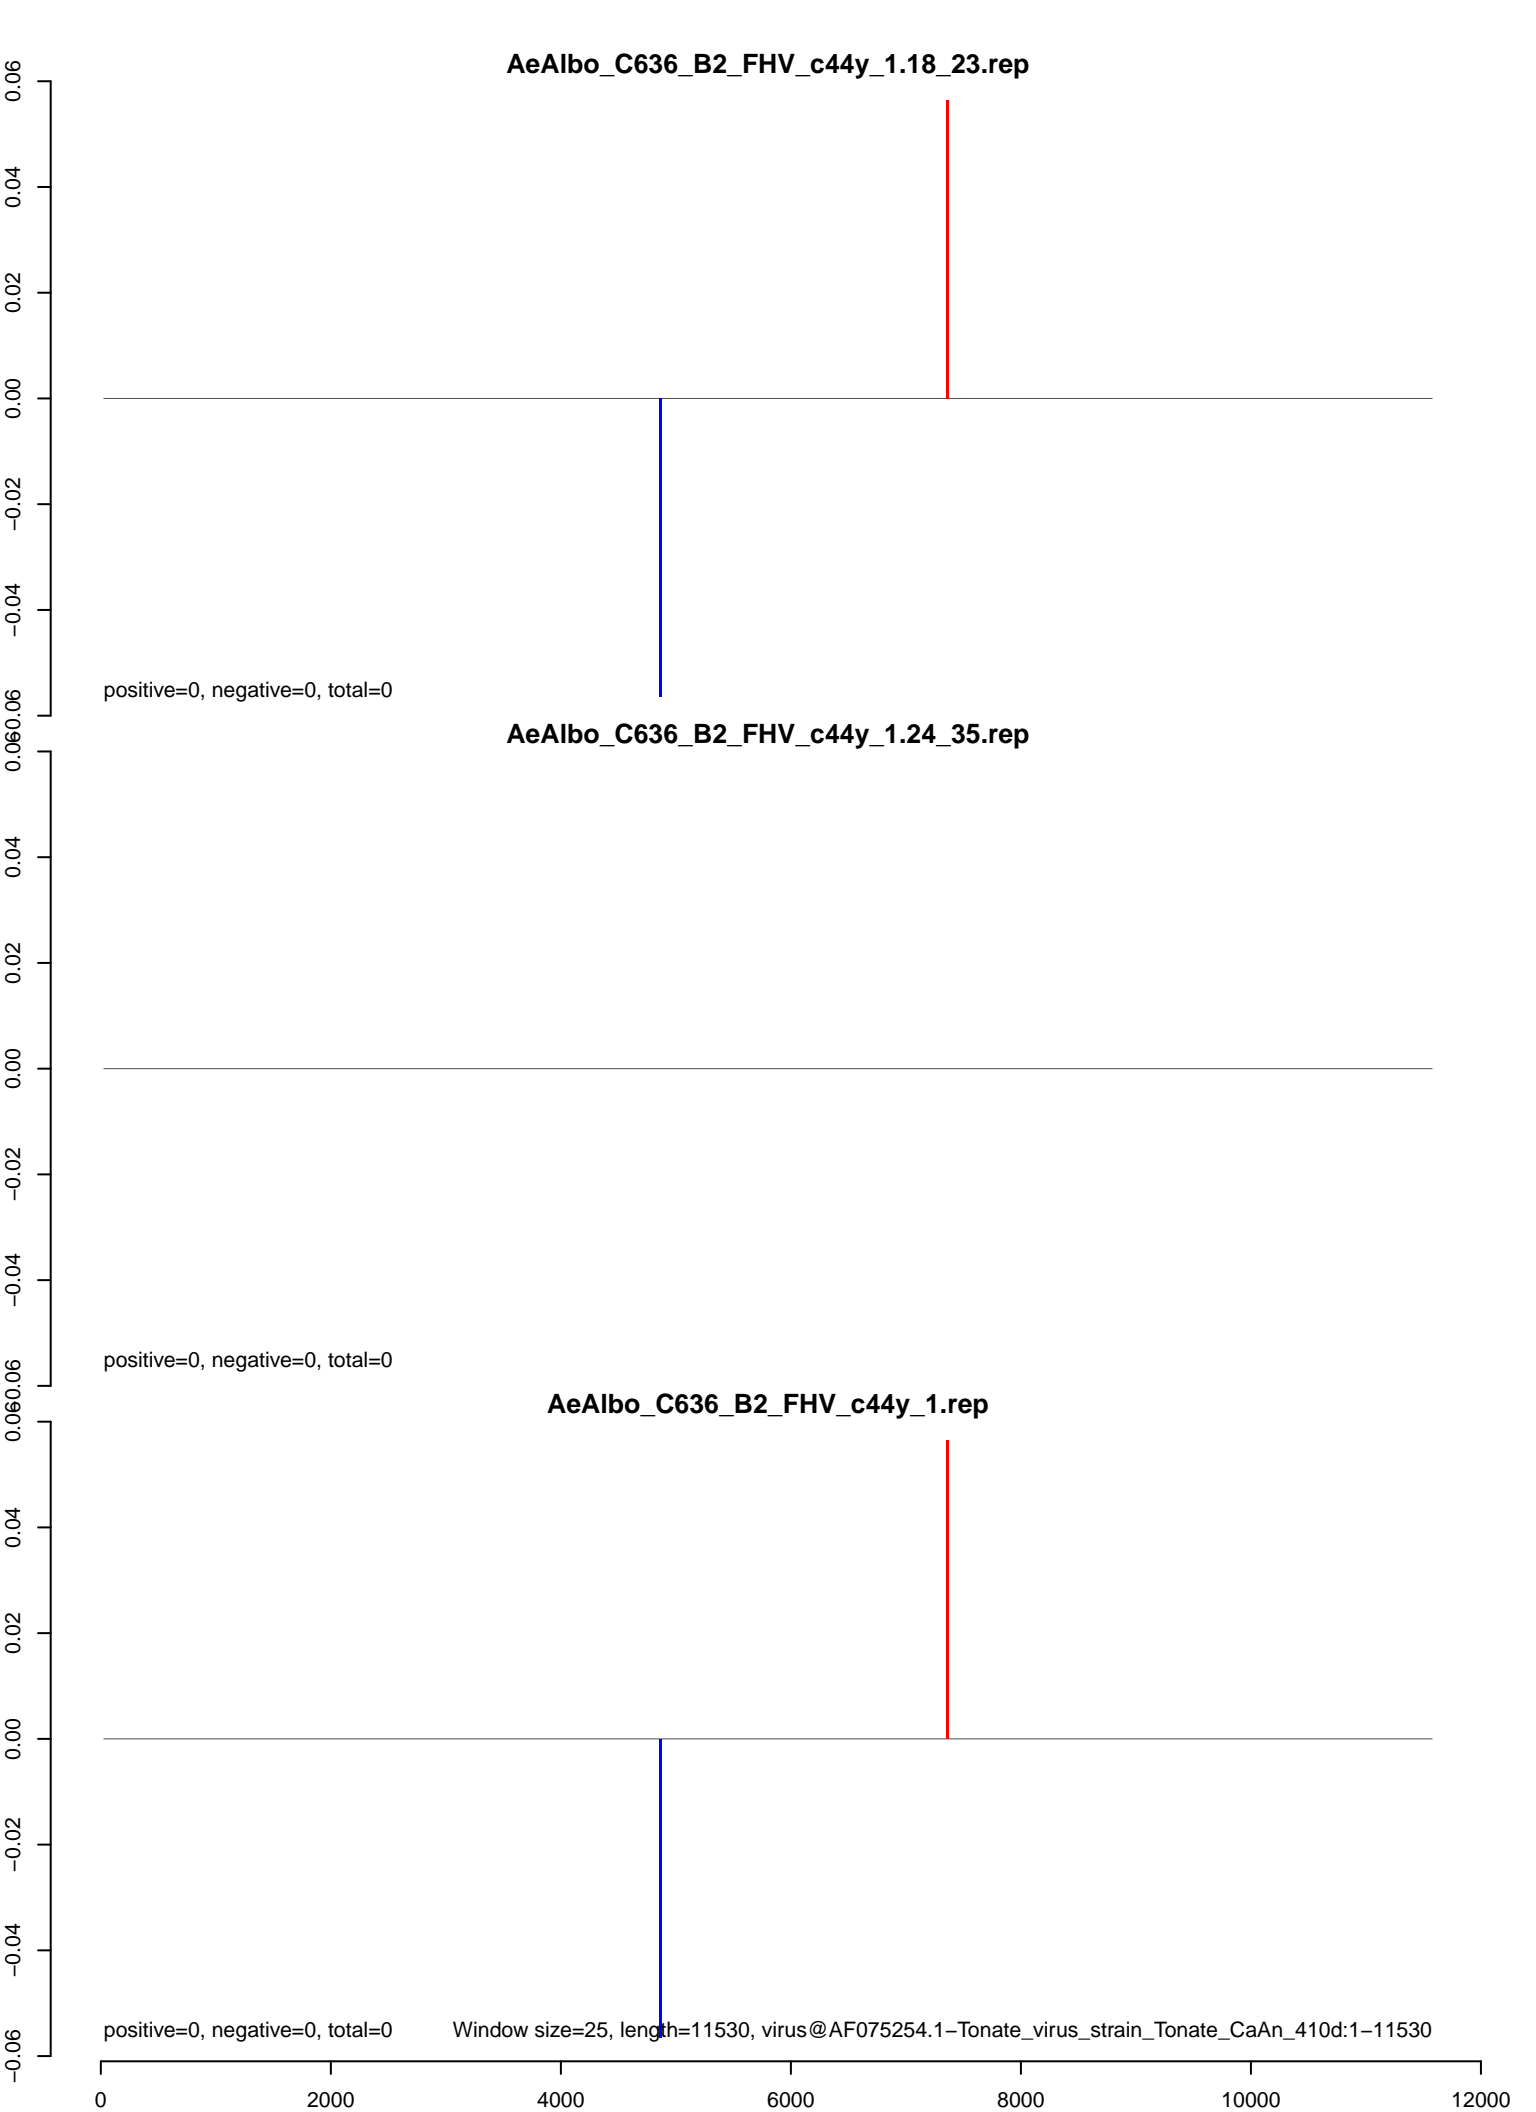 AeAlbo_C636_B2_FHV_c44y_1.18_23.rep
0.06
0.04
0.02
0.00
−0.02
−0.04
−0.06
positive=0, negative=0, total=0
AeAlbo_C636_B2_FHV_c44y_1.24_35.rep
0.06
0.04
0.02
0.00
−0.02
−0.04
−0.06
positive=0, negative=0, total=0
AeAlbo_C636_B2_FHV_c44y_1.rep
0.06
0.04
0.02
0.00
−0.02
−0.04
−0.06
positive=0, negative=0, total=0
Window size=25, length=11530, virus@AF075254.1−Tonate_virus_strain_Tonate_CaAn_410d:1−11530
0 2000 4000 6000 8000 10000 12000